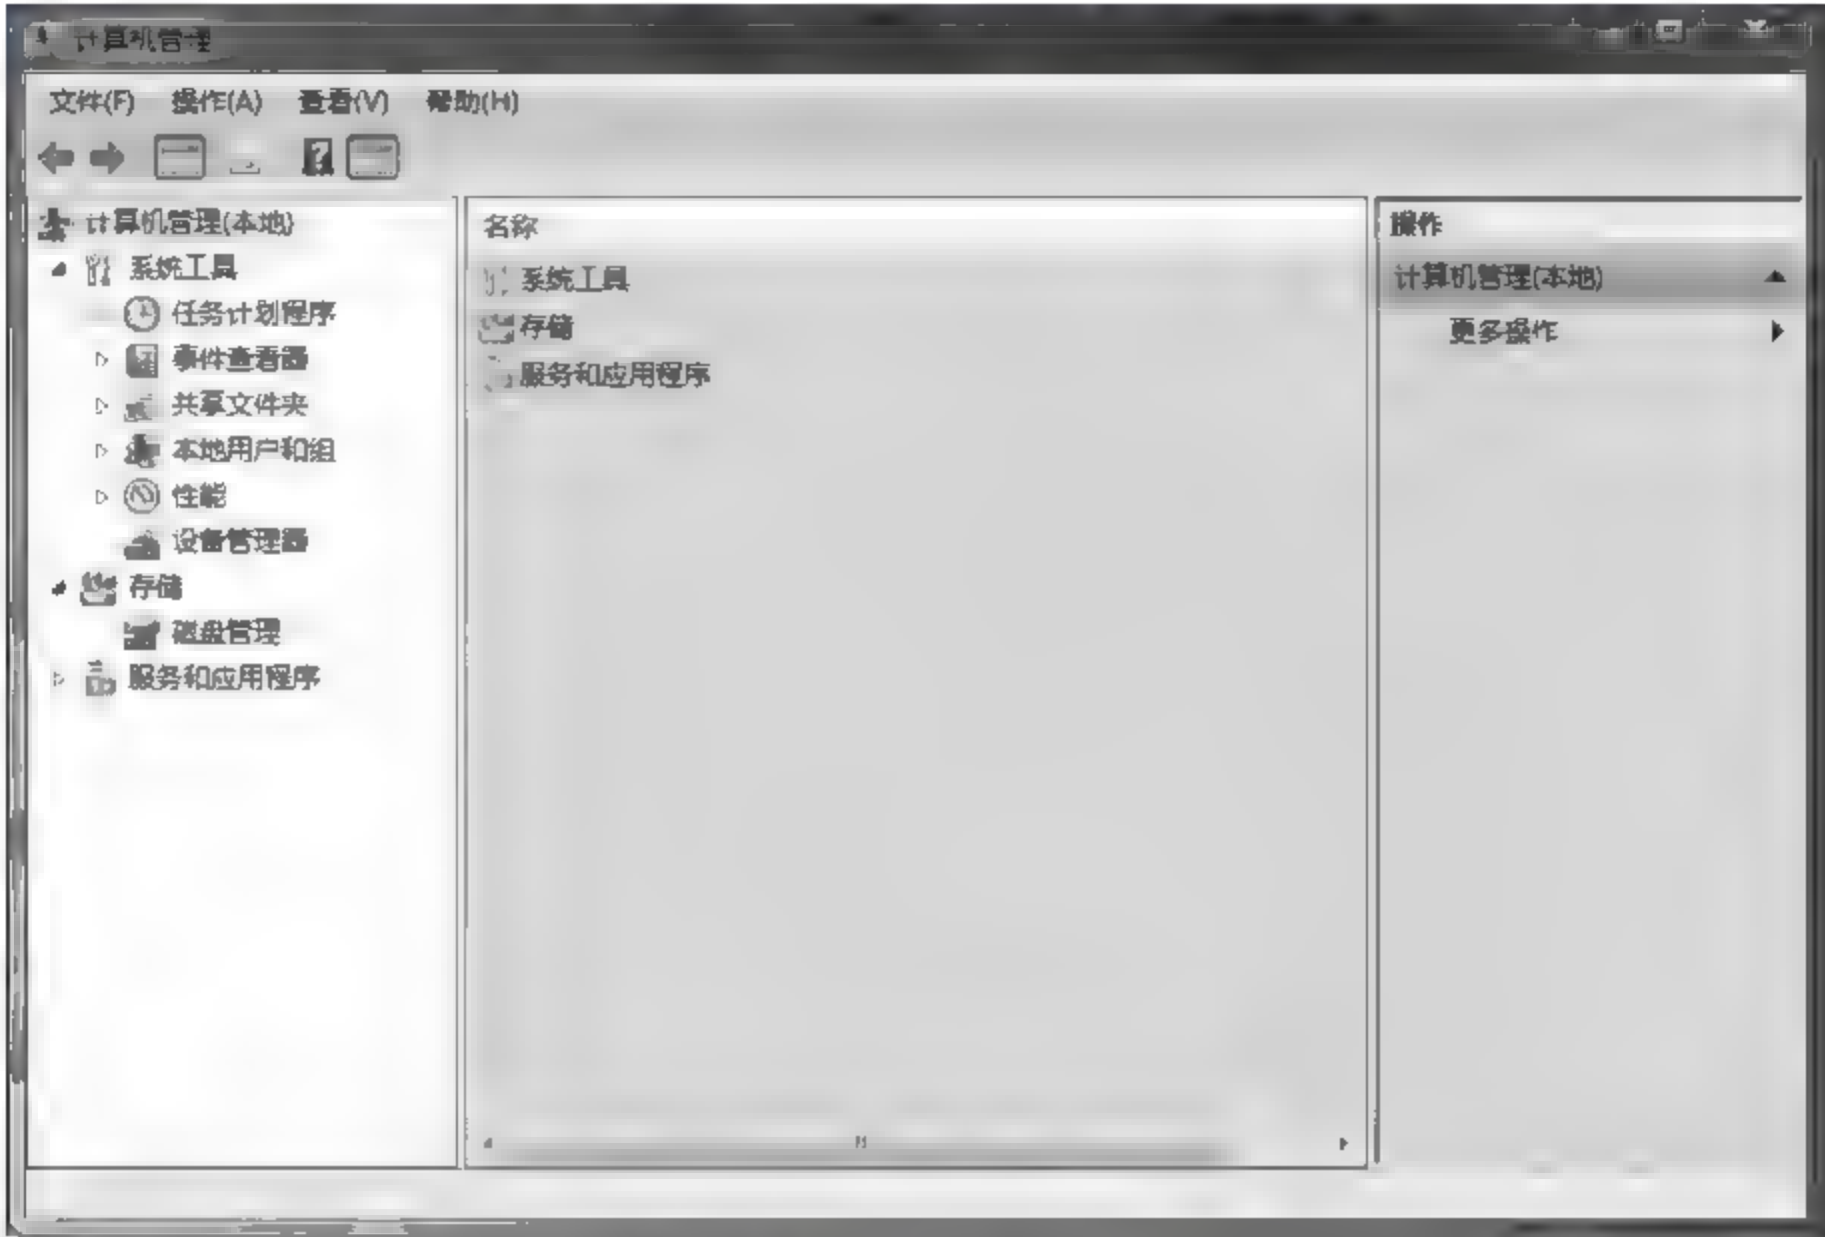 计算机管理
文件(F) 操作(A) 查看(V) 帮助(H)
计算机管理(本地)
系统工具
任务计划程序
事件查看器
共享文件夹
本地用户和组
性能
设备管理器
存储
磁盘管理
服务和应用程序
名称
系统工具
存储
服务和应用程序
操作
计算机管理(本地)
更多操作